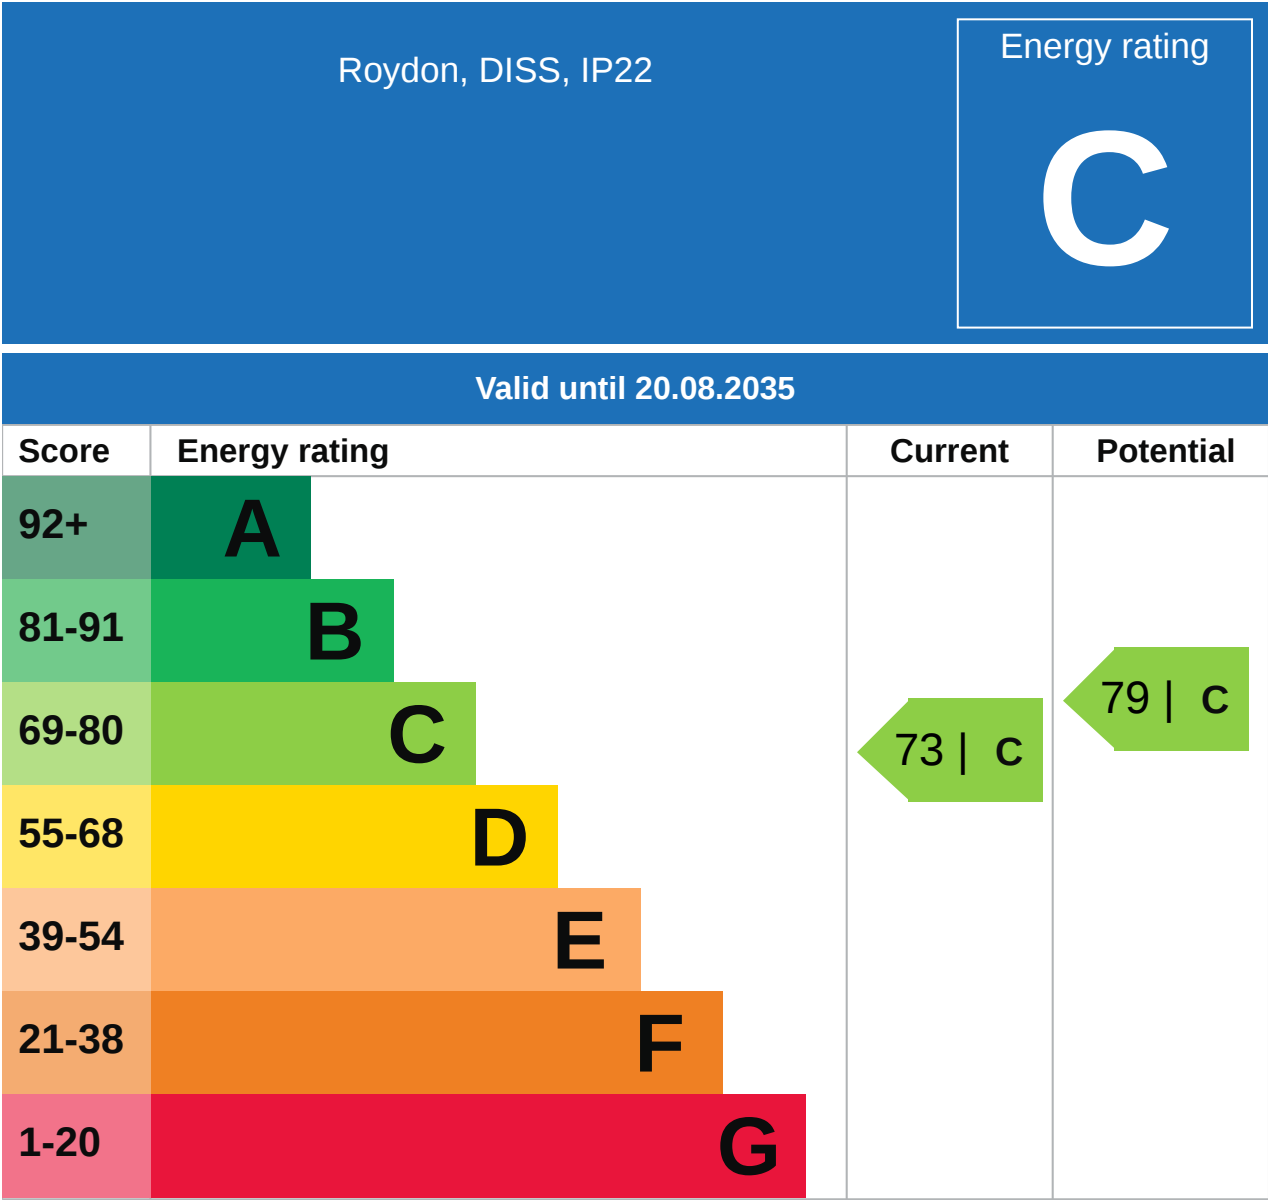 Roydon, DISS, IP22
Energy rating
C
Valid until 20.08.2035
Score Energy rating Current Potential
92+ A
81-91 B
69-80 C
79 | C
73 | C
55-68 D
39-54 E
21-38 F
1-20 G